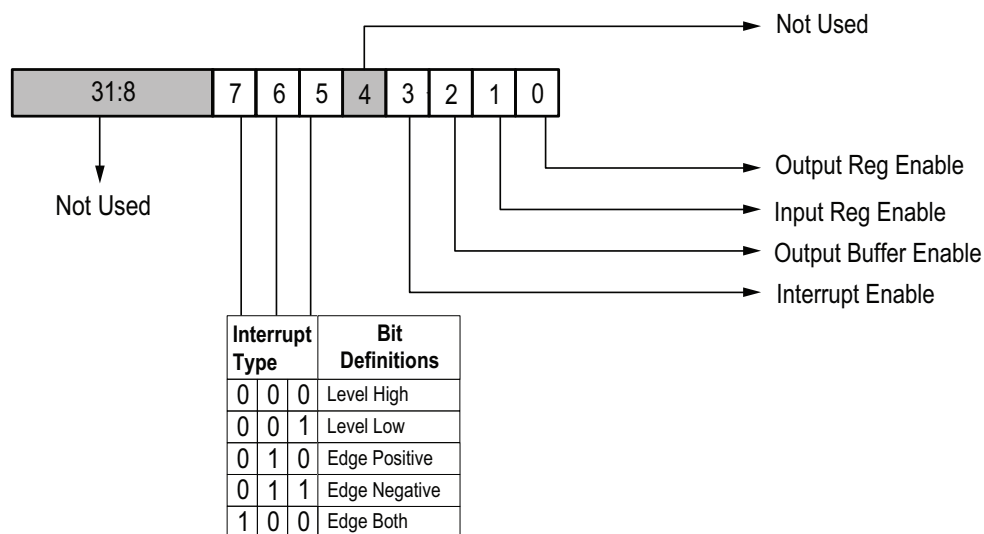 Not Used
31:8 7 6 5 4 3 2 1 0
Output Reg Enable
Not Used
Input Reg Enable
Output Buffer Enable
Interrupt Enable
Interrupt Type Bit Definitions
0 0 0 Level High
0 0 1 Level Low
0 1 0 Edge Positive
0 1 1 Edge Negative
1 0 0 Edge Both